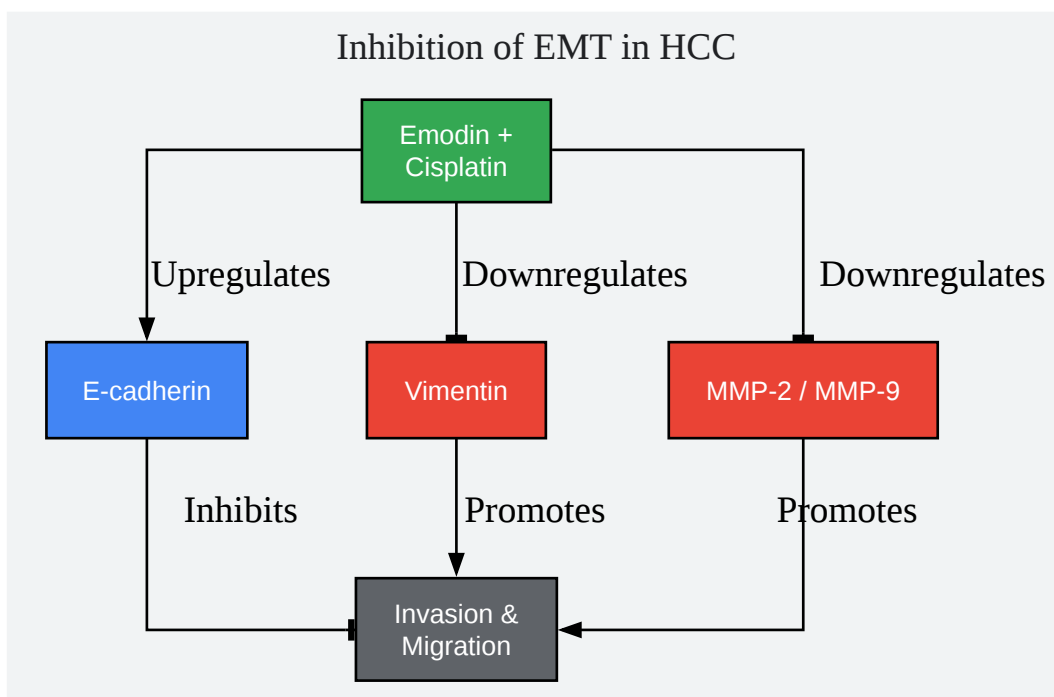 Inhibition of EMT in HCC
Emodin +
Cisplatin
Upregulates
Downregulates
Downregulates
E-cadherin
Vimentin
MMP-2 / MMP-9
Inhibits
Promotes
Promotes
Invasion &
Migration